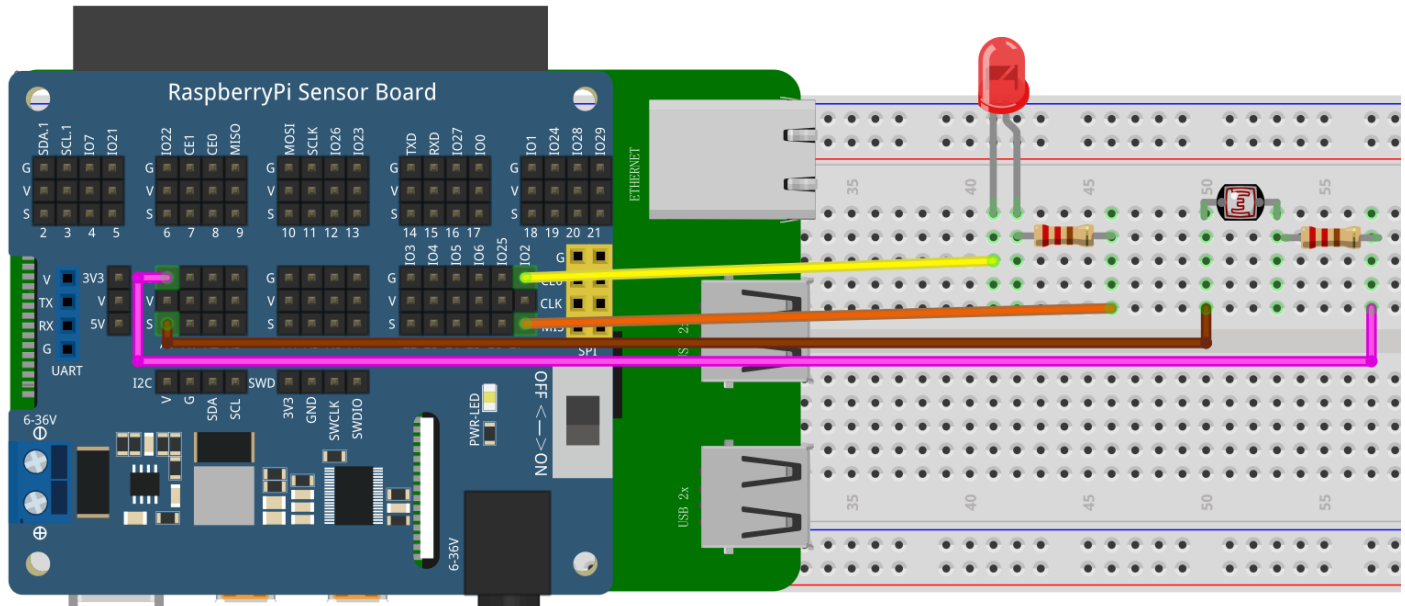 RaspberryPi Sensor Board
SDA.1 SCL.1 IO7 IO21
IO22 CE1 CE0 MISO
MOSI SCLK IO26 IO23
TXD RXD IO27 IO0
IO1 IO24 IO28 IO29
G G G G G
V V V V V
S S S S S
2 3 4 5
6 7 8 9
10 11 12 13
14 15 16 17
18 19 20 21
ETHERNET
35 40 45 50 55
IO3 IO4 IO5 IO6 IO25 IO2
V 3V3 G G G
TX V V V V CLK
RX 5V S S S
G
UART
SPI
I2C
V G SDA SCL
SWD
3V3 GND SWCLK SWDIO
PWR-LED
OFF <—> ON
6-36V
6-36V
USB 2x
35 40 45 50 55